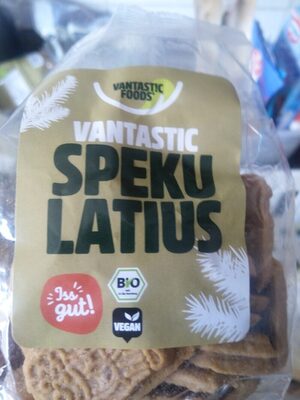 VANTASTIC
FOODS
VANTASTIC
SPEKU
LATIUS
Iss
gut!
BIO
VEGAN